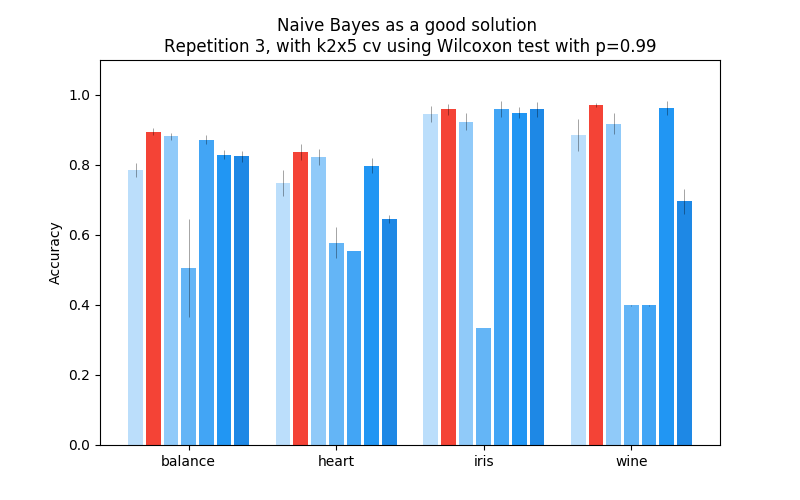 Naive Bayes as a good solution
Repetition 3, with k2x5 cv using Wilcoxon test with p=0.99
Accuracy
1.0
0.8
0.6
0.4
0.2
0.0
balance heart iris wine